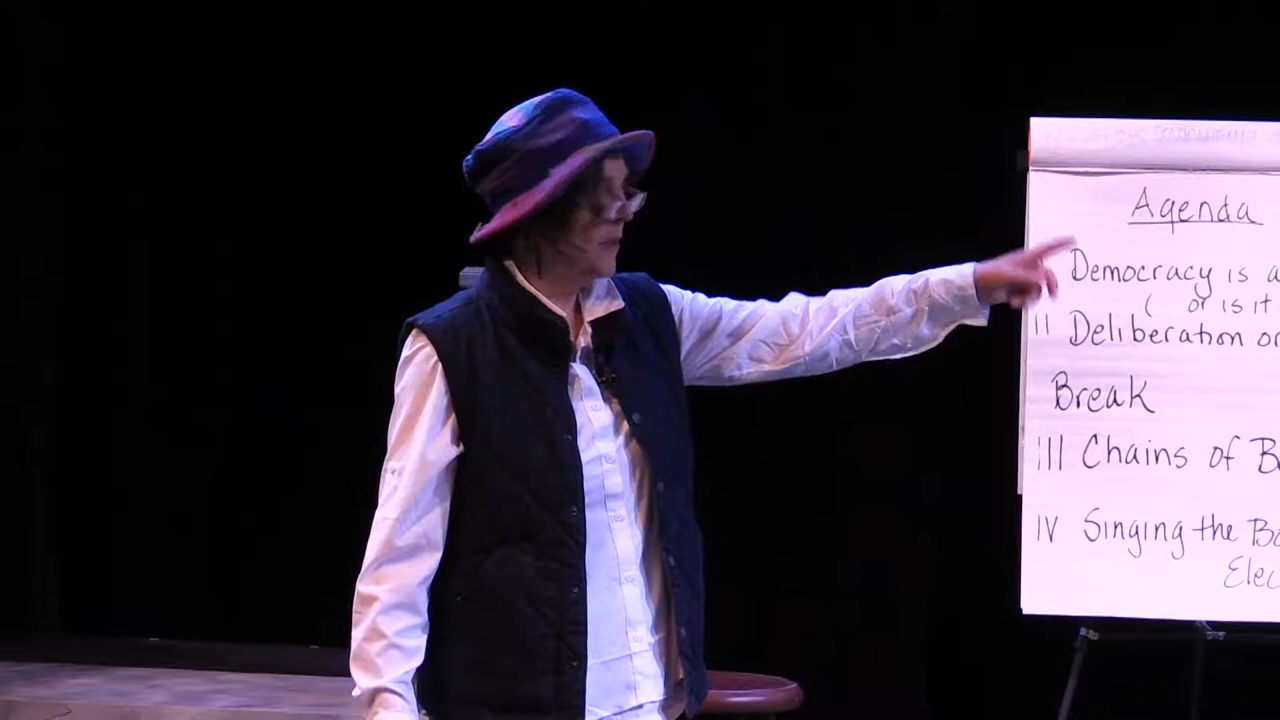 Agenda
Democracy is a
( or is it
II Deliberation or
Break
III Chains of B
IV Singing the Bo
Elec